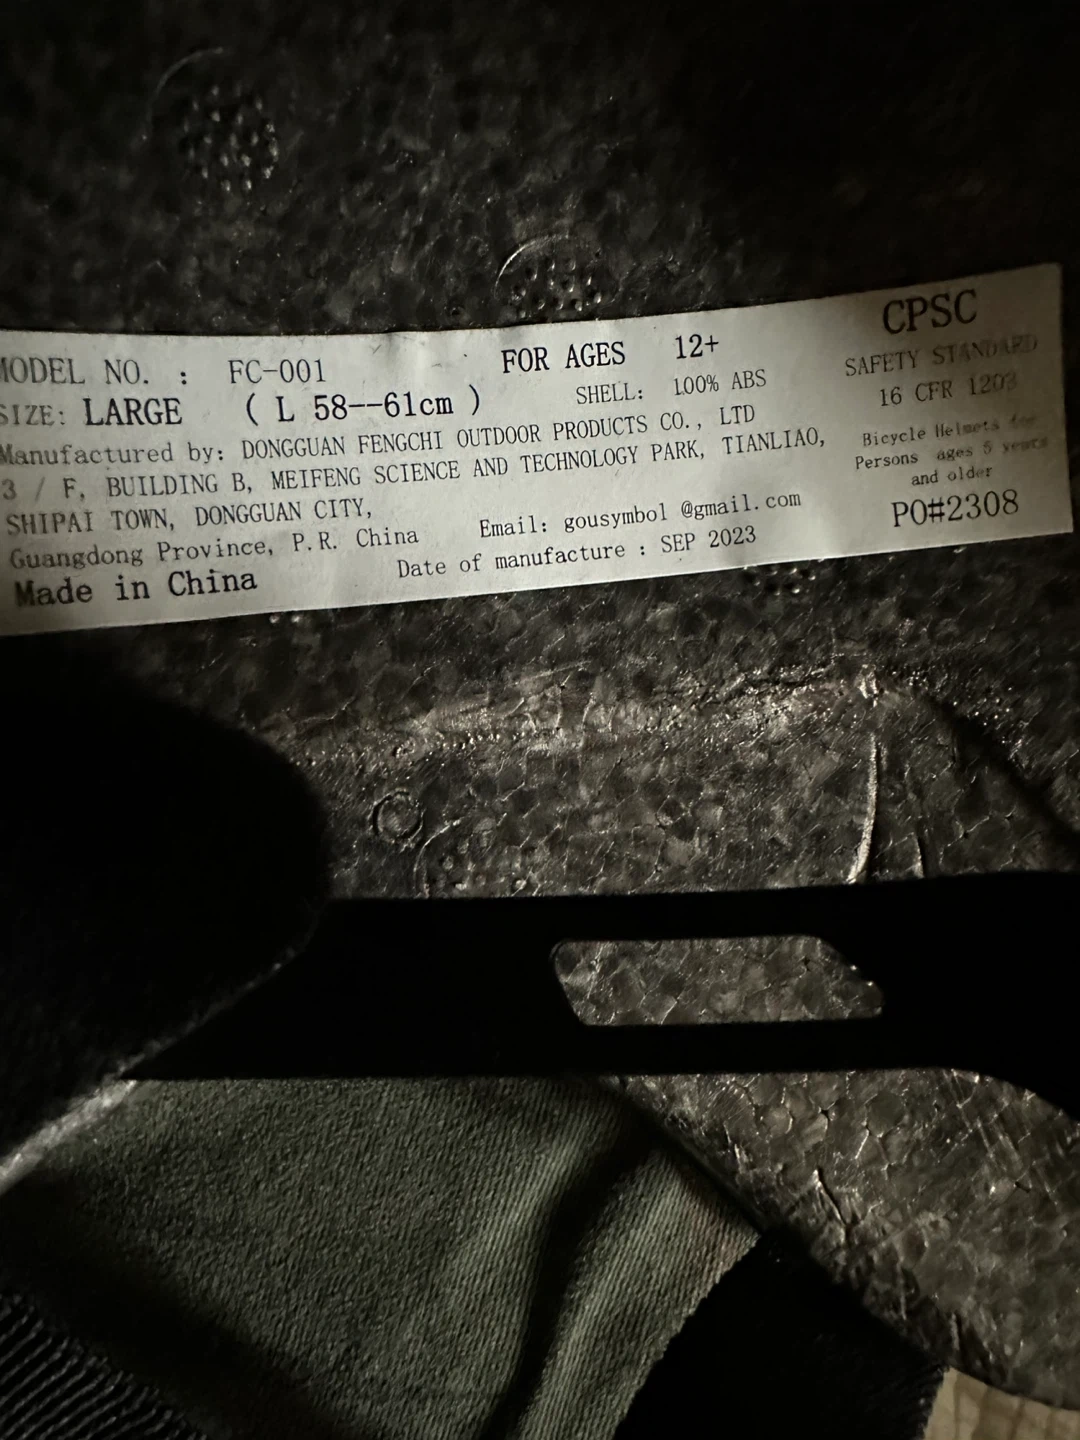 MODEL NO. : FC-001 FOR AGES 12+
SIZE: LARGE ( L 58--61cm ) SHELL: 100% ABS
Manufactured by: DONGGUAN FENGCHI OUTDOOR PRODUCTS CO., LTD
3 / F, BUILDING B, MEIFENG SCIENCE AND TECHNOLOGY PARK, TIANLIAO,
SHIPAI TOWN, DONGGUAN CITY,
Guangdong Province, P.R. China Email: gousymbol @gmail.com
Made in China Date of manufacture : SEP 2023
CPSC
SAFETY STANDARD
16 CFR 1203
Bicycle Helmets for
Persons ages 5 years
and older
PO#2308